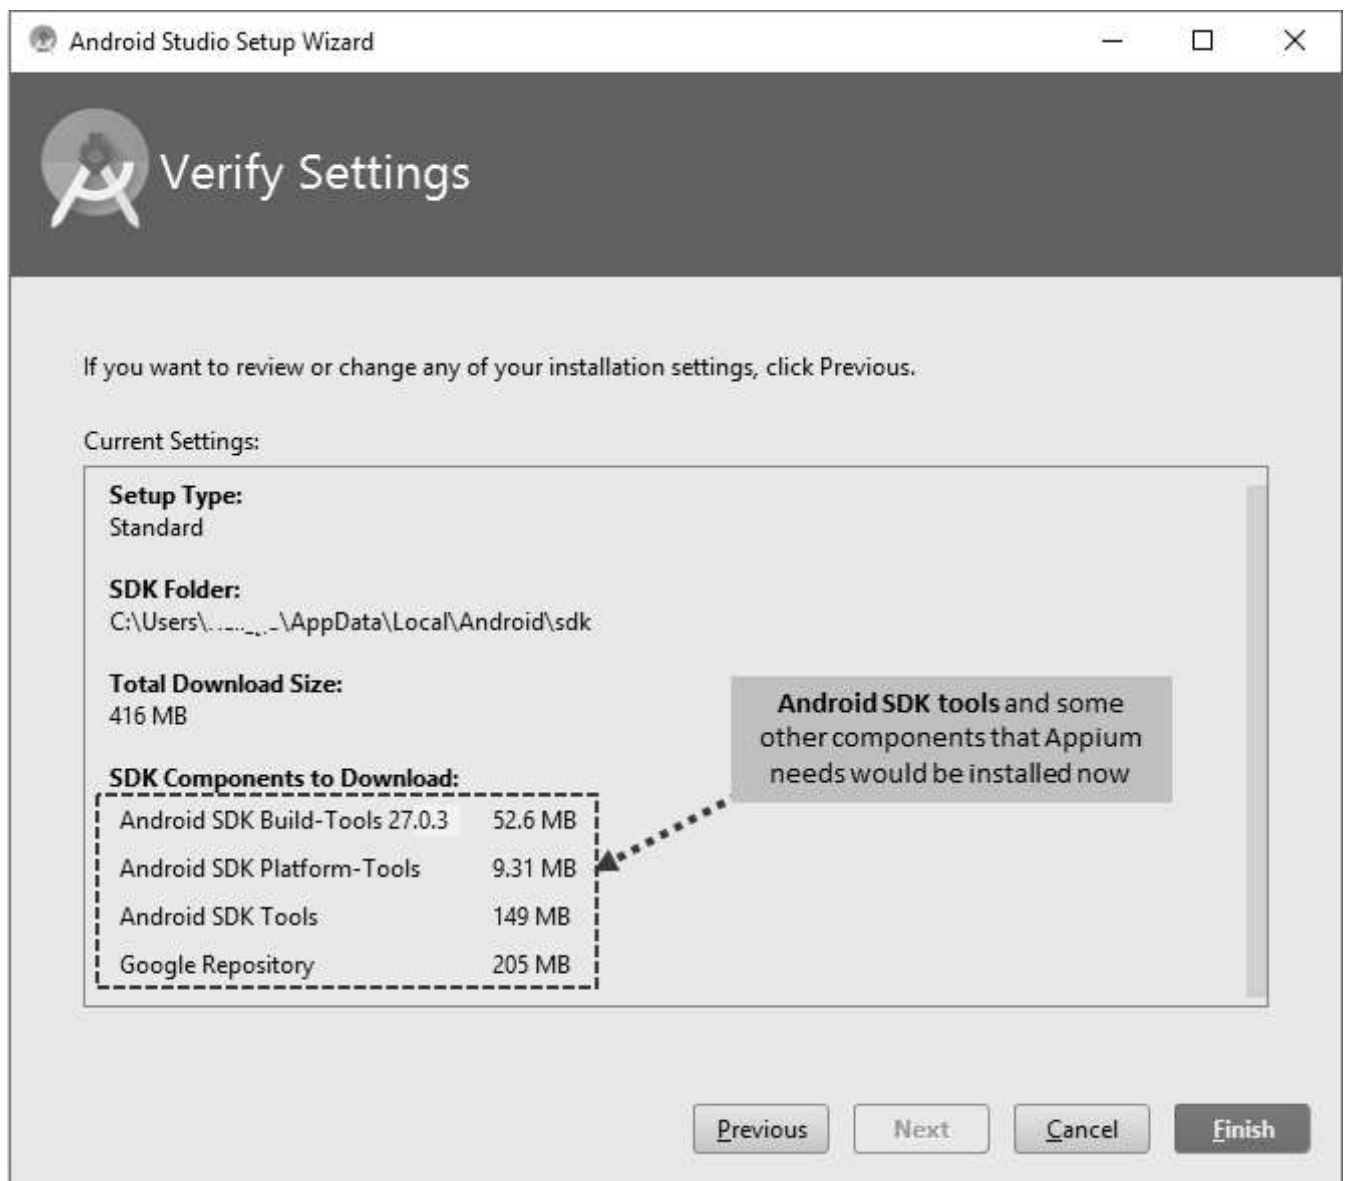 Android Studio Setup Wizard
Verify Settings
If you want to review or change any of your installation settings, click Previous.
Current Settings:
Setup Type:
Standard
SDK Folder:
C:\Users\ \AppData\Local\Android\sdk
Total Download Size:
416 MB
SDK Components to Download:
Android SDK Build-Tools 27.0.3 52.6 MB
Android SDK Platform-Tools 9.31 MB
Android SDK Tools 149 MB
Google Repository 205 MB
Android SDK tools and some
other components that Appium
needs would be installed now
Previous Next Cancel Finish